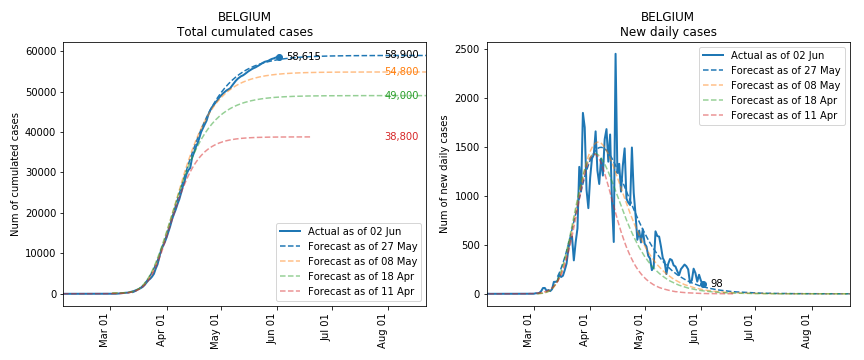 BELGIUM
Total cumulated cases
Num of cumulated cases
60000
50000
40000
30000
20000
10000
0
58,615
58,900
54,800
49,000
38,800
Actual as of 02 Jun
Forecast as of 27 May
Forecast as of 08 May
Forecast as of 18 Apr
Forecast as of 11 Apr
Mar 01
Apr 01
May 01
Jun 01
Jul 01
Aug 01
BELGIUM
New daily cases
Num of new daily cases
2500
2000
1500
1000
500
0
Actual as of 02 Jun
Forecast as of 27 May
Forecast as of 08 May
Forecast as of 18 Apr
Forecast as of 11 Apr
98
Mar 01
Apr 01
May 01
Jun 01
Jul 01
Aug 01